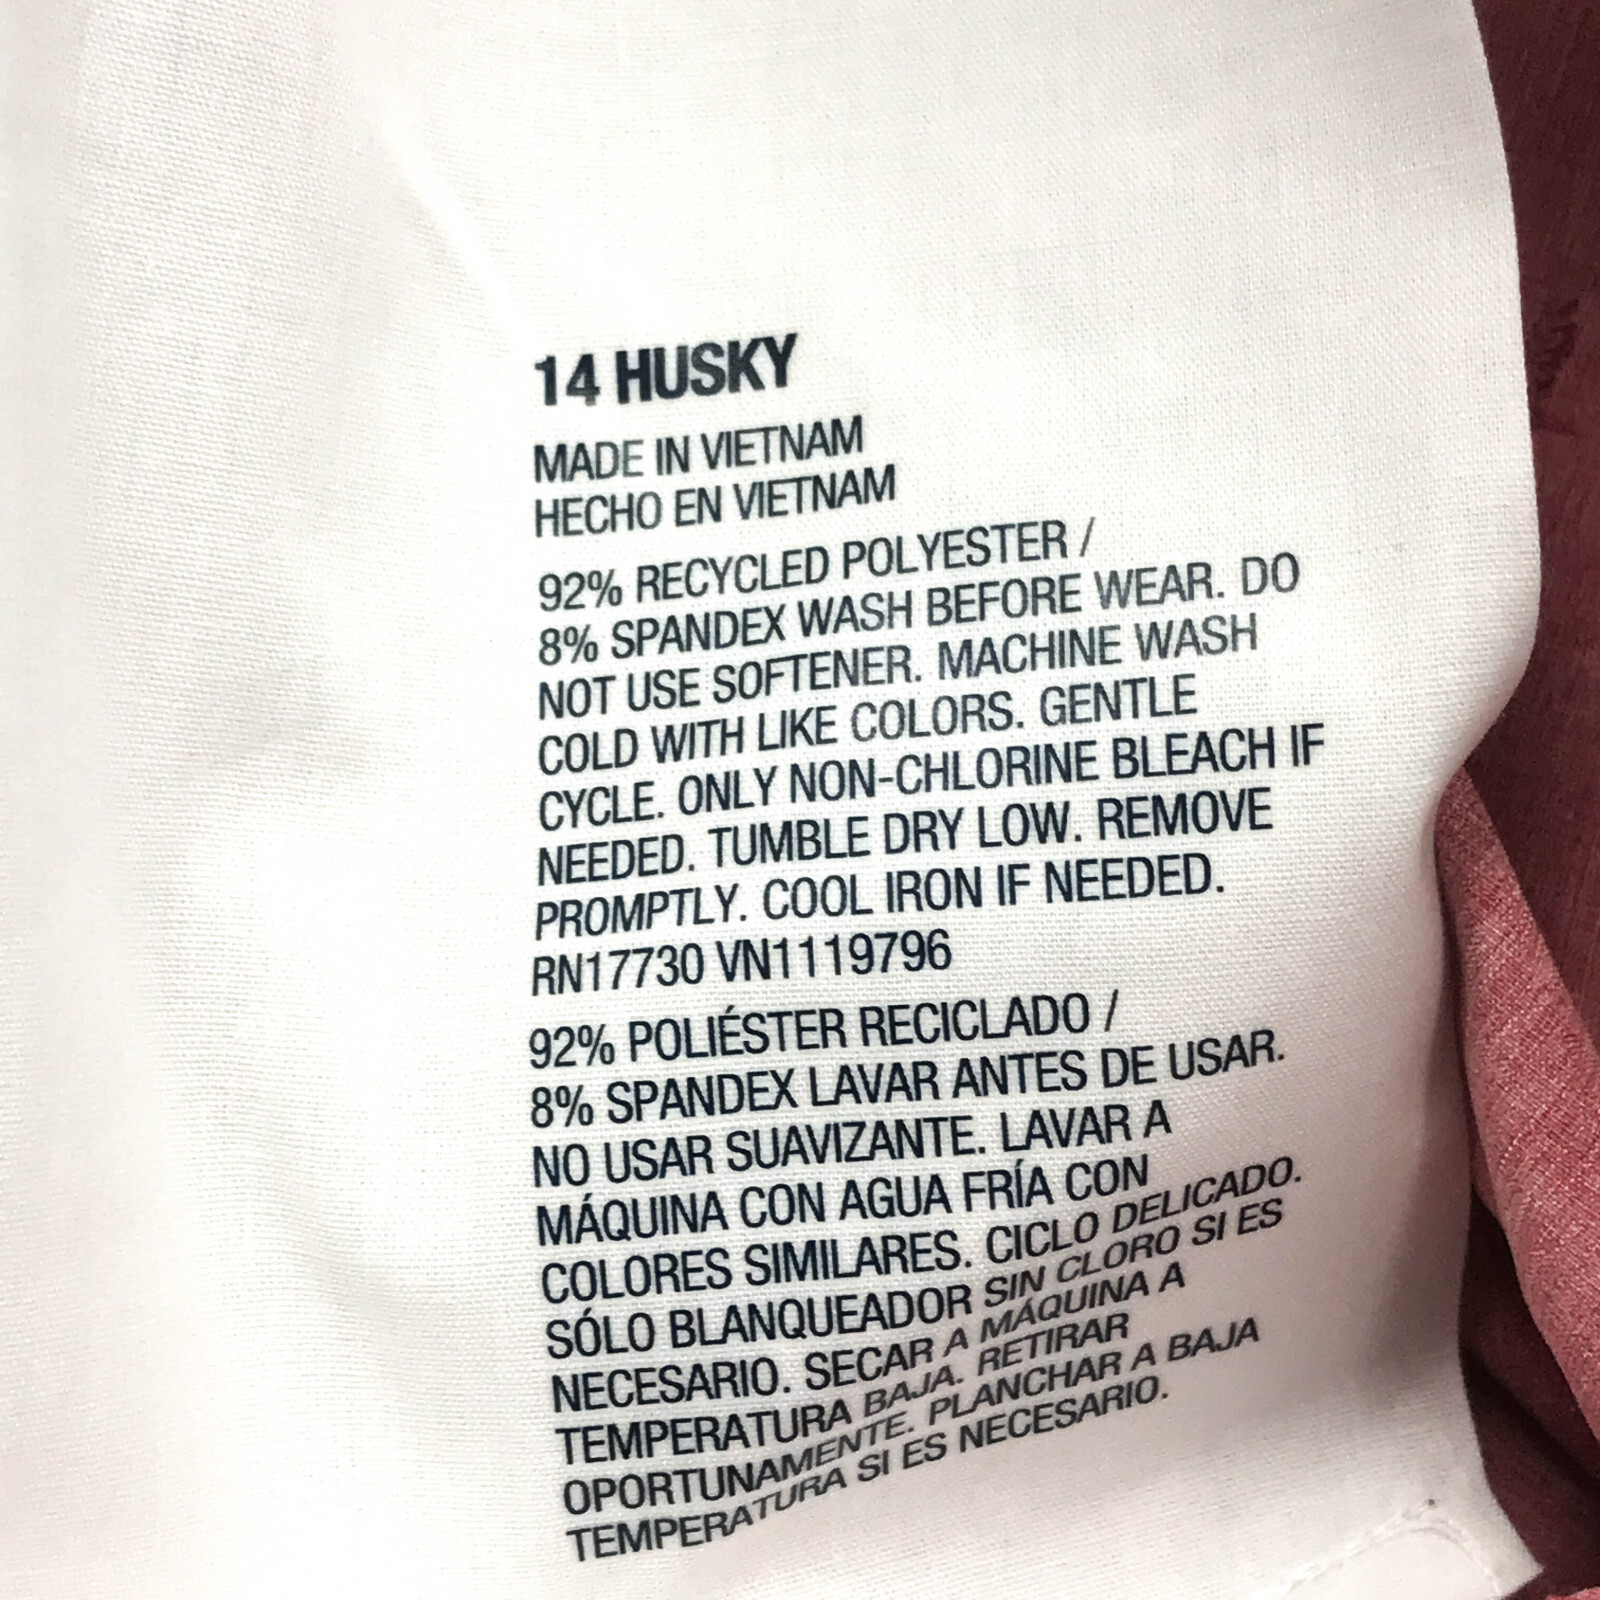 14 HUSKY
MADE IN VIETNAM
HECHO EN VIETNAM
92% RECYCLED POLYESTER /
8% SPANDEX WASH BEFORE WEAR. DO
NOT USE SOFTENER. MACHINE WASH
COLD WITH LIKE COLORS. GENTLE
CYCLE. ONLY NON-CHLORINE BLEACH IF
NEEDED. TUMBLE DRY LOW. REMOVE
PROMPTLY. COOL IRON IF NEEDED.
RN17730 VN1119796
92% POLIÉSTER RECICLADO /
8% SPANDEX LAVAR ANTES DE USAR.
NO USAR SUAVIZANTE. LAVAR A
MÁQUINA CON AGUA FRÍA CON
COLORES SIMILARES. CICLO DELICADO.
SÓLO BLANQUEADOR SIN CLORO SI ES
NECESARIO. SECAR A MÁQUINA A
TEMPERATURA BAJA. RETIRAR
OPORTUNAMENTE. PLANCHAR A BAJA
TEMPERATURA SI ES NECESARIO.